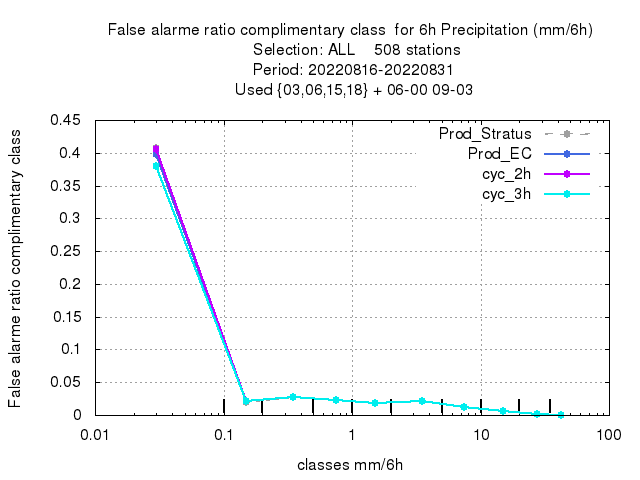 False alarme ratio complimentary class  for 6h Precipitation (mm/6h)
Selection: ALL    508 stations
Period: 20220816-20220831
Used {03,06,15,18} + 06-00 09-03
False alarme ratio complimentary class
0.45
0.4
0.35
0.3
0.25
0.2
0.15
0.1
0.05
0
Prod_Stratus
Prod_EC
cyc_2h
cyc_3h
0.01 0.1 1 10 100
classes mm/6h